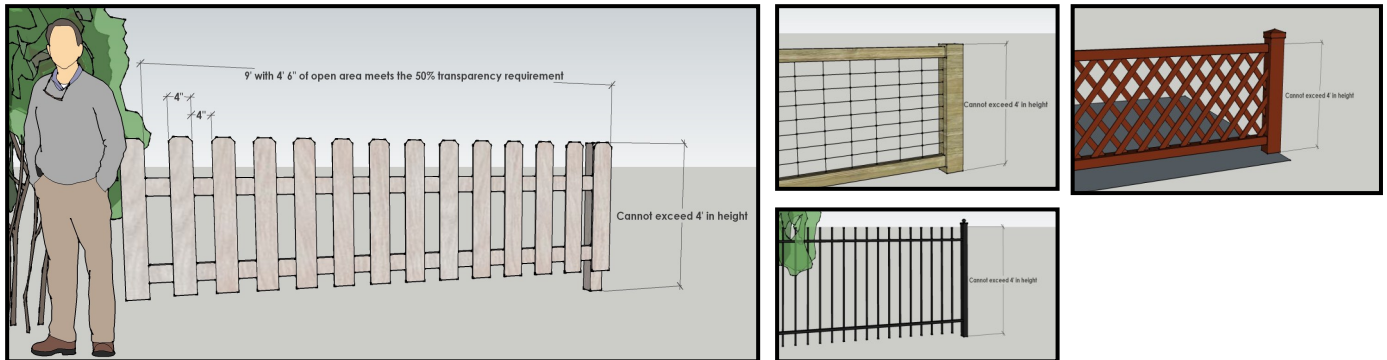 9' with 4' 6" of open area meets the 50% transparency requirement
4"
4"
Cannot exceed 4' in height
Cannot exceed 4' in height
Cannot exceed 4' in height
Cannot exceed 4' in height